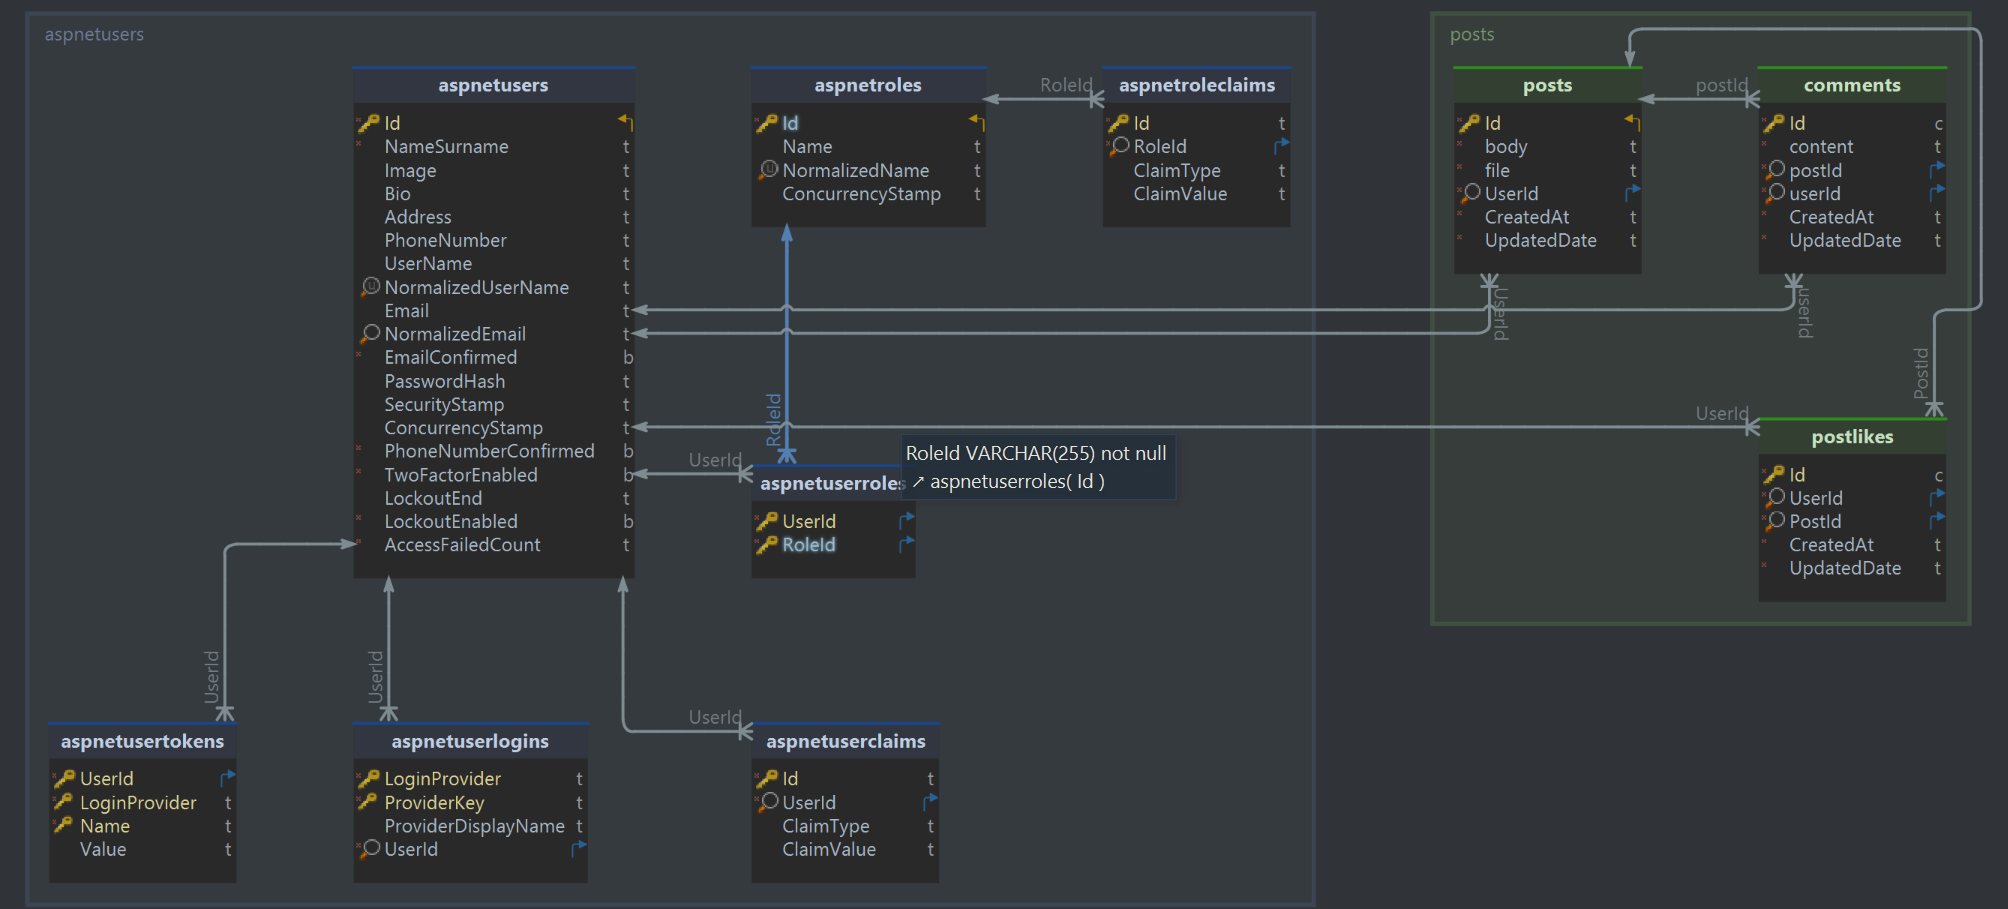 aspnetusers
aspnetusers
Id
NameSurname t
Image t
Bio t
Address t
PhoneNumber t
UserName t
NormalizedUserName t
Email t
NormalizedEmail t
EmailConfirmed b
PasswordHash t
SecurityStamp t
ConcurrencyStamp t
PhoneNumberConfirmed b
TwoFactorEnabled b
LockoutEnd t
LockoutEnabled b
AccessFailedCount t
aspnetroles
Id
Name t
u NormalizedName t
ConcurrencyStamp t
RoleId
aspnetroleclaims
Id t
RoleId
ClaimType t
ClaimValue t
RoleId
UserId
aspnetuserroles
UserId
RoleId
RoleId VARCHAR(255) not null
↗ aspnetuserroles( Id )
UserId
aspnetusertokens
UserId
LoginProvider t
Name t
Value t
UserId
aspnetuserlogins
LoginProvider t
ProviderKey t
ProviderDisplayName t
UserId
UserId
aspnetuserclaims
Id t
UserId
ClaimType t
ClaimValue t
posts
posts
Id
body t
file t
UserId
CreatedAt t
UpdatedDate t
postId
comments
Id c
content t
postId
userId
CreatedAt t
UpdatedDate t
UserId
userId
PostId
UserId
postlikes
Id c
UserId
PostId
CreatedAt t
UpdatedDate t